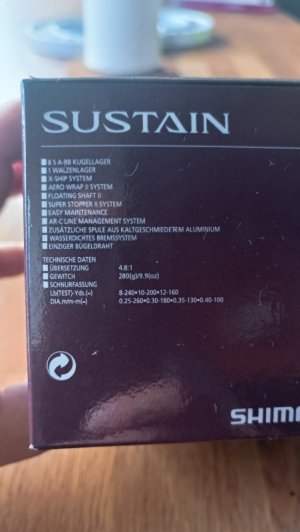 SUSTAIN
8 S A-RB KUGELLAGER
1 WALZENLAGER
X-SHIP SYSTEM
AERO WRAP II SYSTEM
FLOATING SHAFT II
SUPER STOPPER II SYSTEM
EASY MAINTENANCE
AR-C LINE MANAGEMENT SYSTEM
ZUSÄTZLICHE SPULE AUS KALTGESCHMIEDETEM ALUMINIUM
WASSERDICHTES BREMSSYSTEM
EINZIGER BÜGELDRAHT
TECHNISCHE DATEN
ÜBERSETZUNG 4.8:1
GEWITCH 280(g)/9.9(oz)
SCHNURFASSUNG
Lb(TEST)-Yds.(≈) 8-240•10-200•12-160
DIA.m/m-m(≈) 0.25-260•0.30-180•0.35-130•0.40-100
SHIM